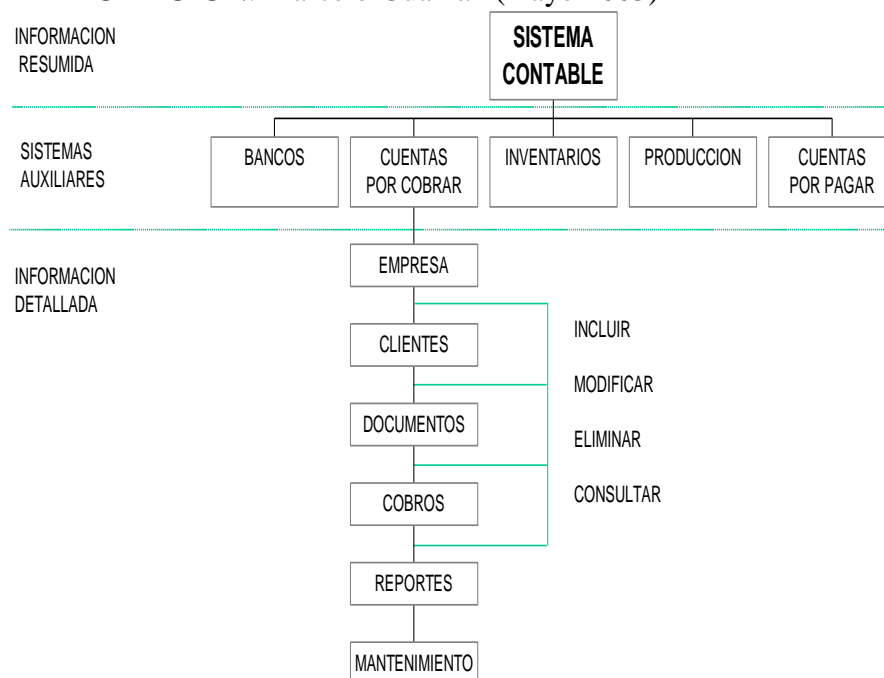 INFORMACION
RESUMIDA
SISTEMA
CONTABLE
SISTEMAS
AUXILIARES
BANCOS
CUENTAS
POR COBRAR
INVENTARIOS
PRODUCCION
CUENTAS
POR PAGAR
INFORMACION
DETALLADA
EMPRESA
CLIENTES
DOCUMENTOS
COBROS
REPORTES
MANTENIMIENTO
INCLUIR
MODIFICAR
ELIMINAR
CONSULTAR